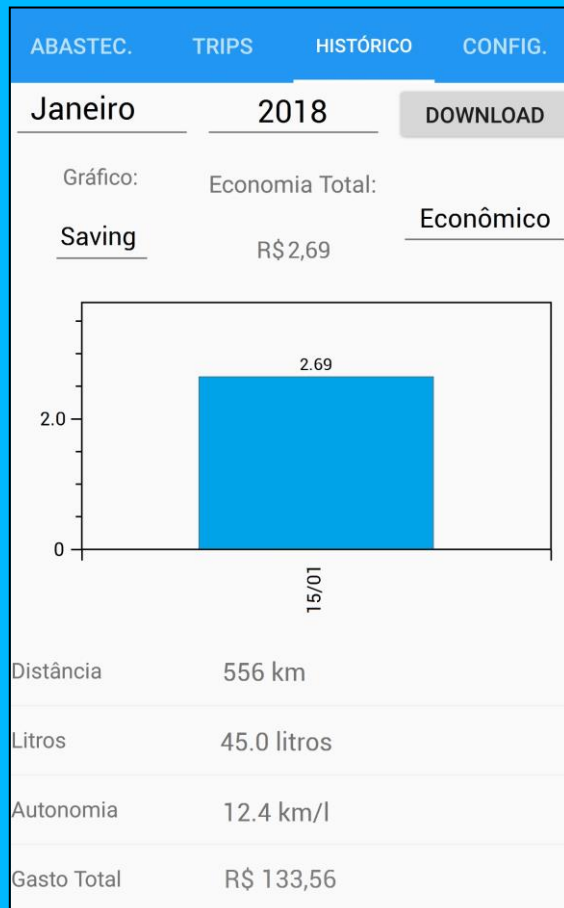 ABASTEC. TRIPS HISTÓRICO CONFIG.
Janeiro 2018 DOWNLOAD
Gráfico: Economia Total:
Econômico
Saving R$2,69
2.69
2.0
0
15/01
Distância 556 km
Litros 45.0 litros
Autonomia 12.4 km/l
Gasto Total R$ 133,56